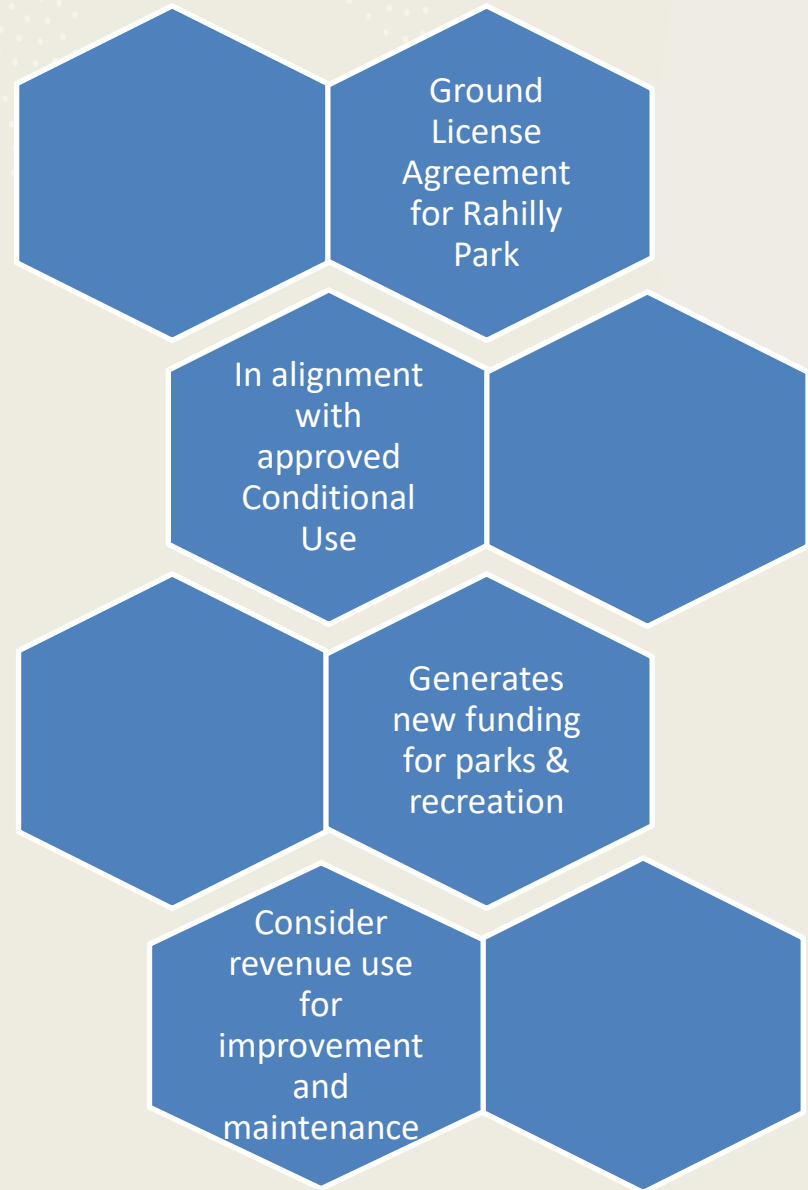 Ground
License
Agreement
for Rahilly
Park
In alignment
with
approved
Conditional
Use
Generates
new funding
for parks &
recreation
Consider
revenue use
for
improvement
and
maintenance